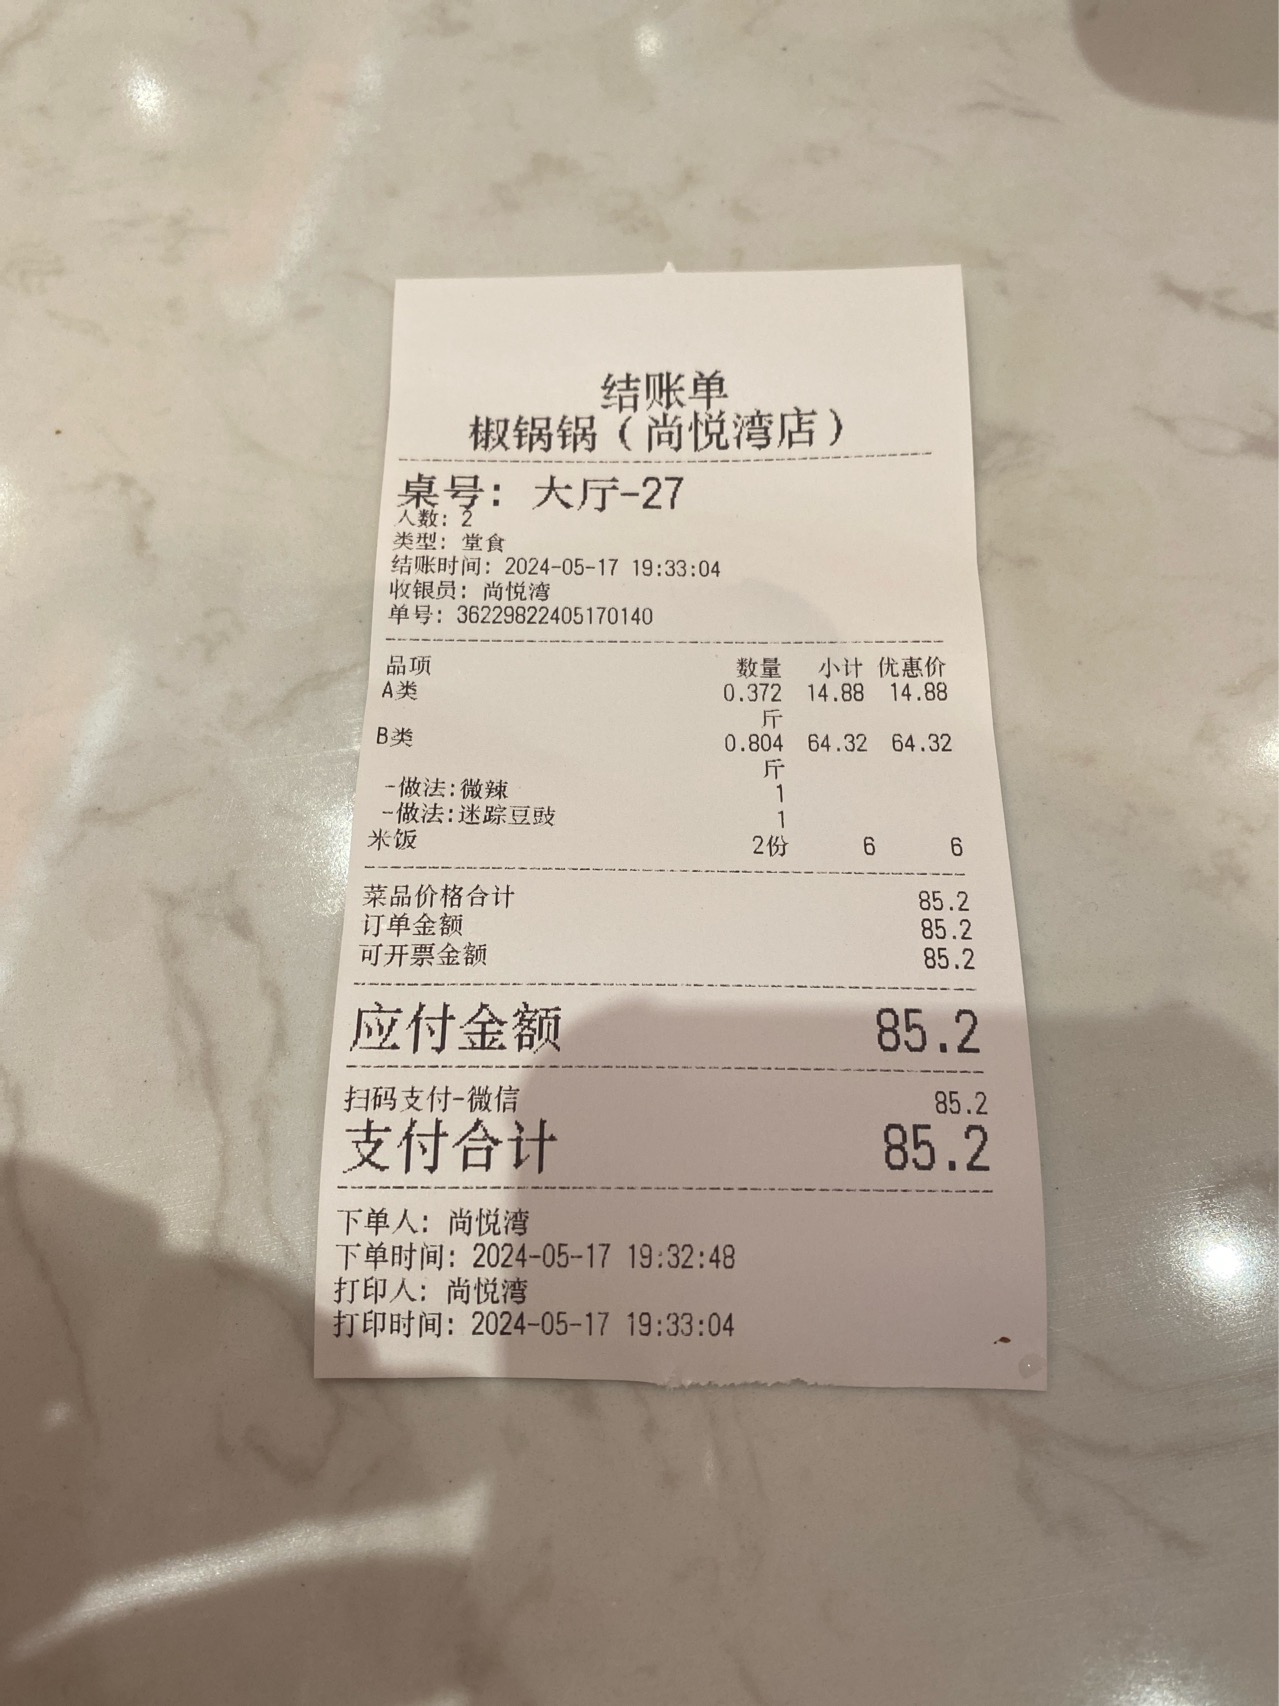 结账单
椒锅锅（尚悦湾店）
桌号: 大厅-27
人数: 2
类型: 堂食
结账时间: 2024-05-17 19:33:04
收银员: 尚悦湾
单号: 36229822405170140
品项 数量 小计 优惠价
A类 0.372 14.88 14.88
斤
B类 0.804 64.32 64.32
斤
-做法:微辣 1
-做法:迷踪豆豉 1
米饭 2份 6 6
菜品价格合计 85.2
订单金额 85.2
可开票金额 85.2
应付金额 85.2
扫码支付-微信 85.2
支付合计 85.2
下单人: 尚悦湾
下单时间: 2024-05-17 19:32:48
打印人: 尚悦湾
打印时间: 2024-05-17 19:33:04